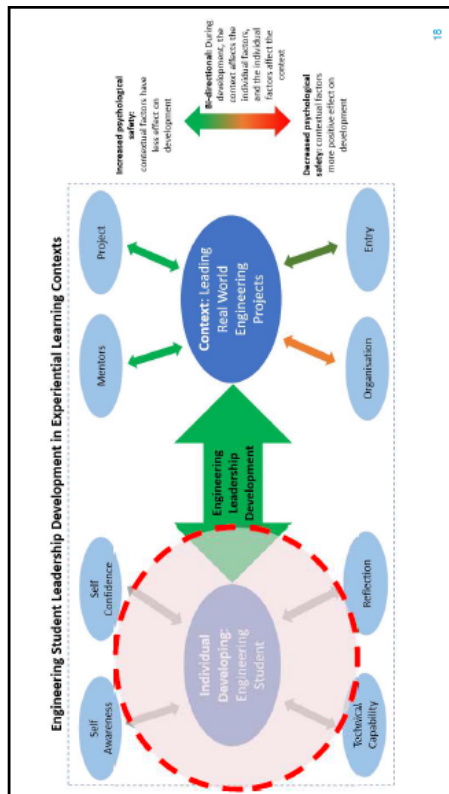 Engineering Student Leadership Development in Experiential Learning Contexts
Self
Awareness
Self
Confidence
Mentors
Project
Individual
Developing:
Engineering
Student
Engineering
Leadership
Development
Context: Leading
Real World
Engineering
Projects
Technical
Capability
Reflection
Organisation
Entry
Increased psychological
safety:
contextual factors have
less effect on
development
Bi-directional: During
development, the
context affects the
individual factors,
and the individual
factors affect the
context
Decreased psychological
safety: contextual factors
more positive effect on
development
18